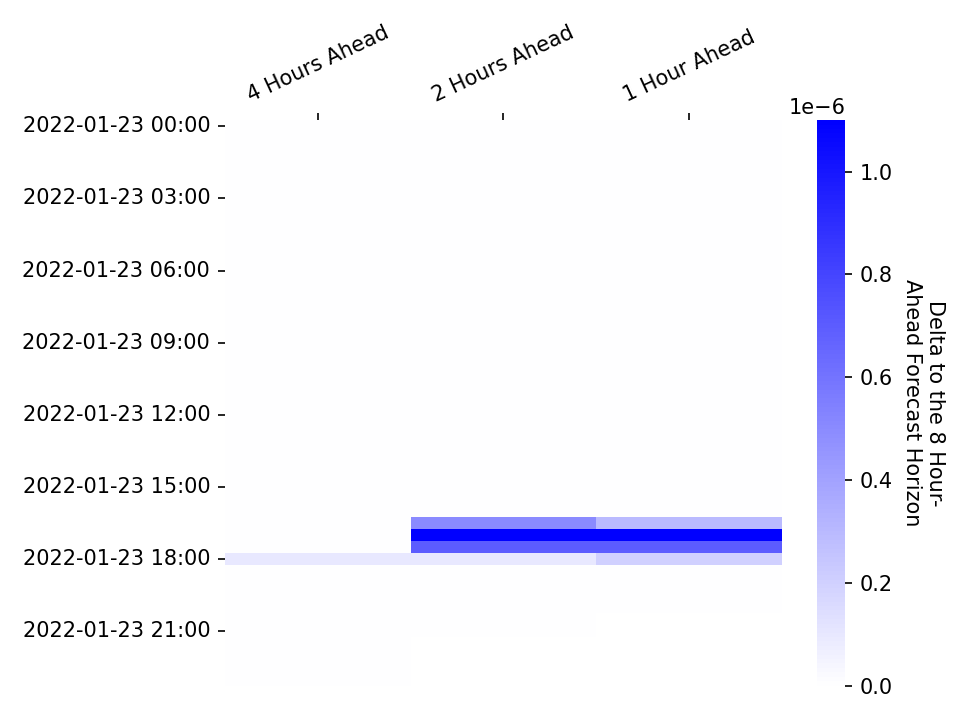 4 Hours Ahead
2 Hours Ahead
1 Hour Ahead
2022-01-23 00:00
2022-01-23 03:00
2022-01-23 06:00
2022-01-23 09:00
2022-01-23 12:00
2022-01-23 15:00
2022-01-23 18:00
2022-01-23 21:00
1e−6
1.0
0.8
0.6
0.4
0.2
0.0
Delta to the 8 Hour-
Ahead Forecast Horizon